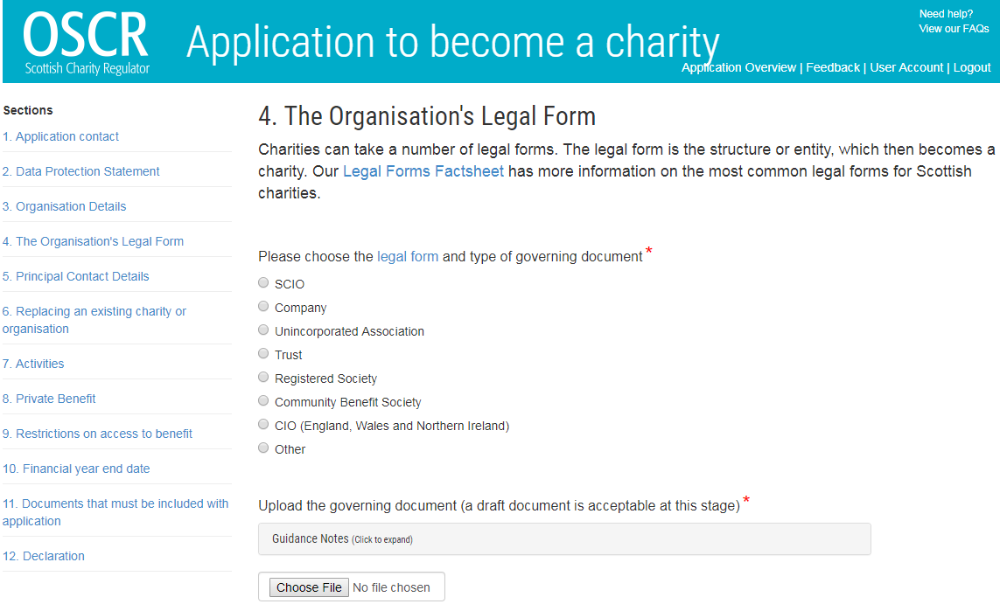 OSCR
Scottish Charity Regulator
Application to become a charity
Need help?
View our FAQs
Application Overview | Feedback | User Account | Logout
Sections
1. Application contact
2. Data Protection Statement
3. Organisation Details
4. The Organisation's Legal Form
5. Principal Contact Details
6. Replacing an existing charity or
organisation
7. Activities
8. Private Benefit
9. Restrictions on access to benefit
10. Financial year end date
11. Documents that must be included with
application
12. Declaration
4. The Organisation's Legal Form
Charities can take a number of legal forms. The legal form is the structure or entity, which then becomes a
charity. Our Legal Forms Factsheet has more information on the most common legal forms for Scottish
charities.
Please choose the legal form and type of governing document *
SCIO
Company
Unincorporated Association
Trust
Registered Society
Community Benefit Society
CIO (England, Wales and Northern Ireland)
Other
Upload the governing document (a draft document is acceptable at this stage) *
Guidance Notes (Click to expand)
Choose File No file chosen